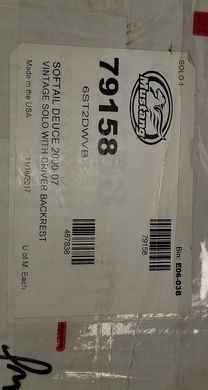 SOLO-1
Mustang
79158
Bin: E06-03B
79158
6ST2DWVB
487838
SOFTAIL DEUCE 2000-07
VINTAGE SOLO WITH DRIVER BACKREST
Made in the USA
11/16/2017
U of M: Each